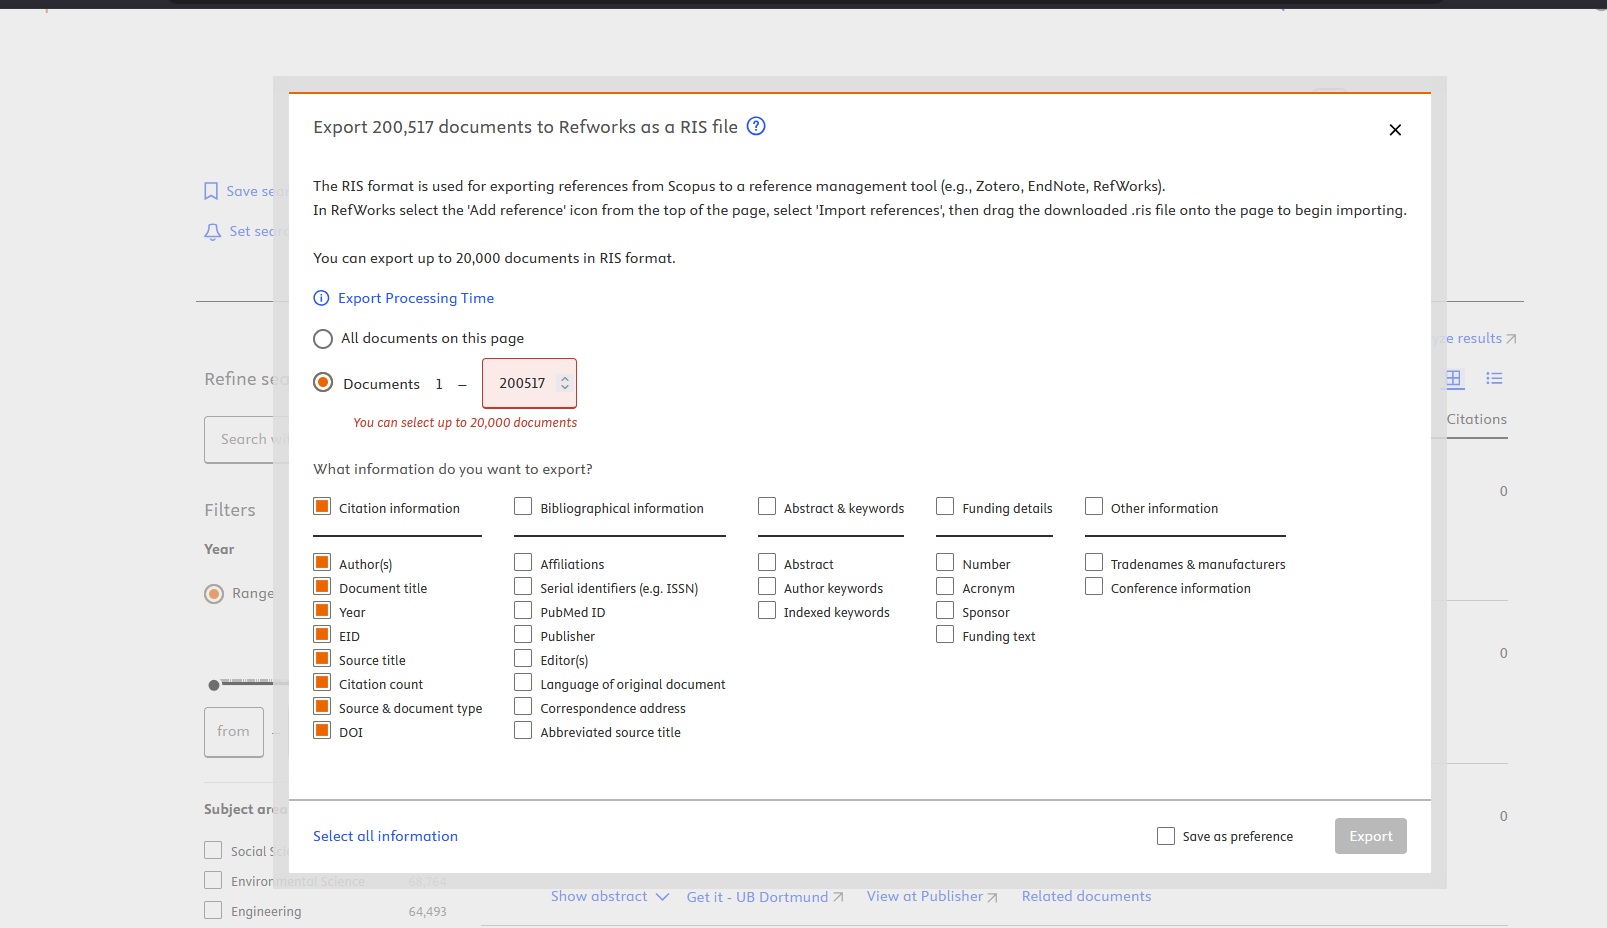 Export 200,517 documents to Refworks as a RIS file
The RIS format is used for exporting references from Scopus to a reference management tool (e.g., Zotero, EndNote, RefWorks).
In RefWorks select the 'Add reference' icon from the top of the page, select 'Import references', then drag the downloaded .ris file onto the page to begin importing.
You can export up to 20,000 documents in RIS format.
Export Processing Time
All documents on this page
Documents 1 – 200517
You can select up to 20,000 documents
What information do you want to export?
Citation information
Author(s)
Document title
Year
EID
Source title
Citation count
Source & document type
DOI
Bibliographical information
Affiliations
Serial identifiers (e.g. ISSN)
PubMed ID
Publisher
Editor(s)
Language of original document
Correspondence address
Abbreviated source title
Abstract & keywords
Abstract
Author keywords
Indexed keywords
Funding details
Number
Acronym
Sponsor
Funding text
Other information
Tradenames & manufacturers
Conference information
Select all information
Save as preference
Export
Save
Set
Refine
Search
Filters
Year
Range
from –
Subject area
Social
Environmental Science 68,764
Engineering 64,493
results
Citations
0
0
0
Show abstract
Get it - UB Dortmund
View at Publisher
Related documents